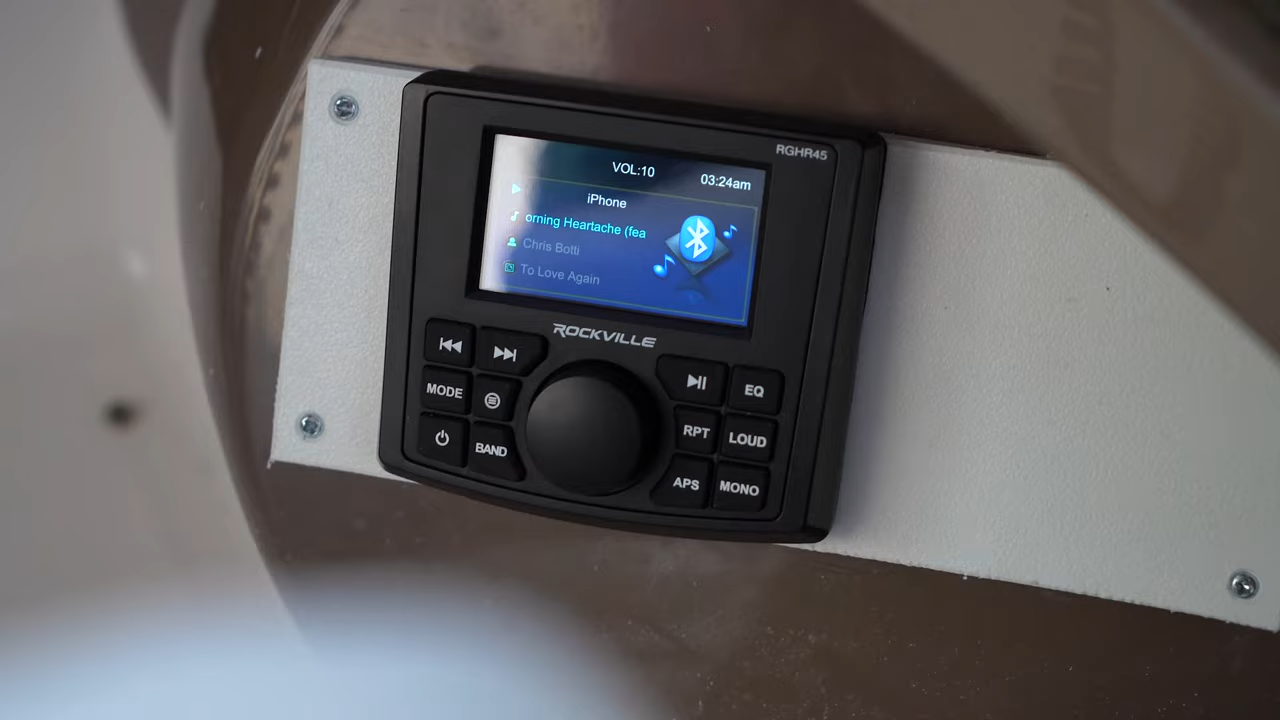 RGHR45
VOL:10
03:24am
iPhone
orning Heartache (fea
Chris Botti
To Love Again
ROCKVILLE
MODE
BAND
EQ
RPT
LOUD
APS
MONO